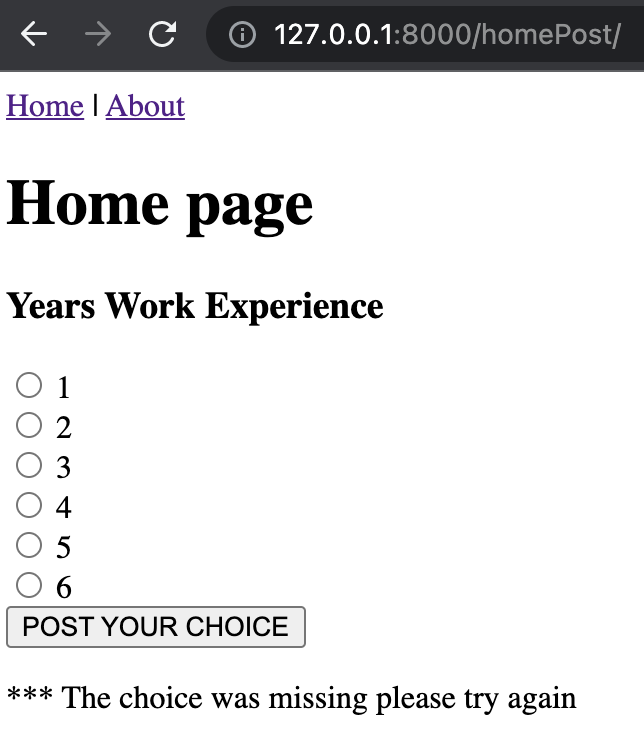 127.0.0.1:8000/homePost/
Home | About
Home page
Years Work Experience
1
2
3
4
5
6
POST YOUR CHOICE
*** The choice was missing please try again